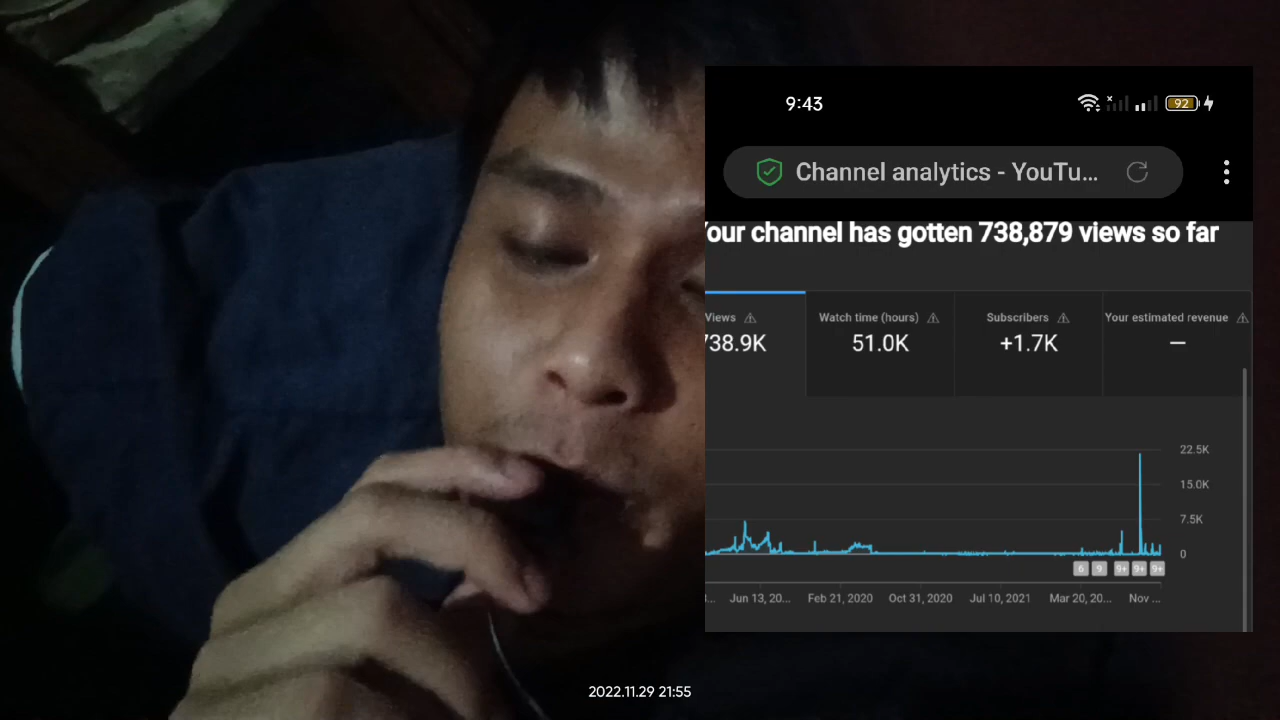 9:43
92
Channel analytics - YouTu...
Your channel has gotten 738,879 views so far
Views
Watch time (hours)
Subscribers
Your estimated revenue
738.9K
51.0K
+1.7K
—
22.5K
15.0K
7.5K
0
6 9 9+ 9+ 9+
... Jun 13, 20... Feb 21, 2020 Oct 31, 2020 Jul 10, 2021 Mar 20, 20... Nov ...
2022.11.29 21:55